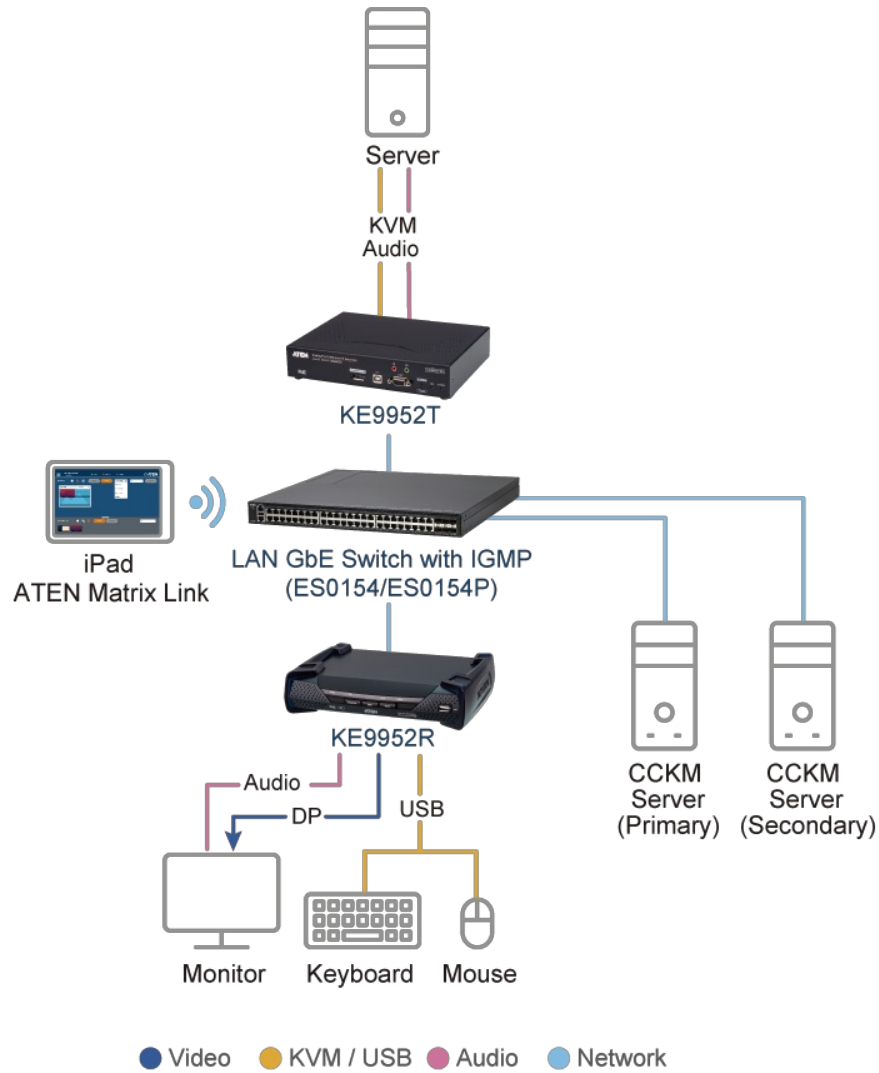 Server
KVM
Audio
ATEN
KE9952T
iPad
ATEN Matrix Link
LAN GbE Switch with IGMP
(ES0154/ES0154P)
KE9952R
Audio
DP
USB
CCKM
Server
(Primary)
CCKM
Server
(Secondary)
Monitor
Keyboard
Mouse
Video
KVM / USB
Audio
Network